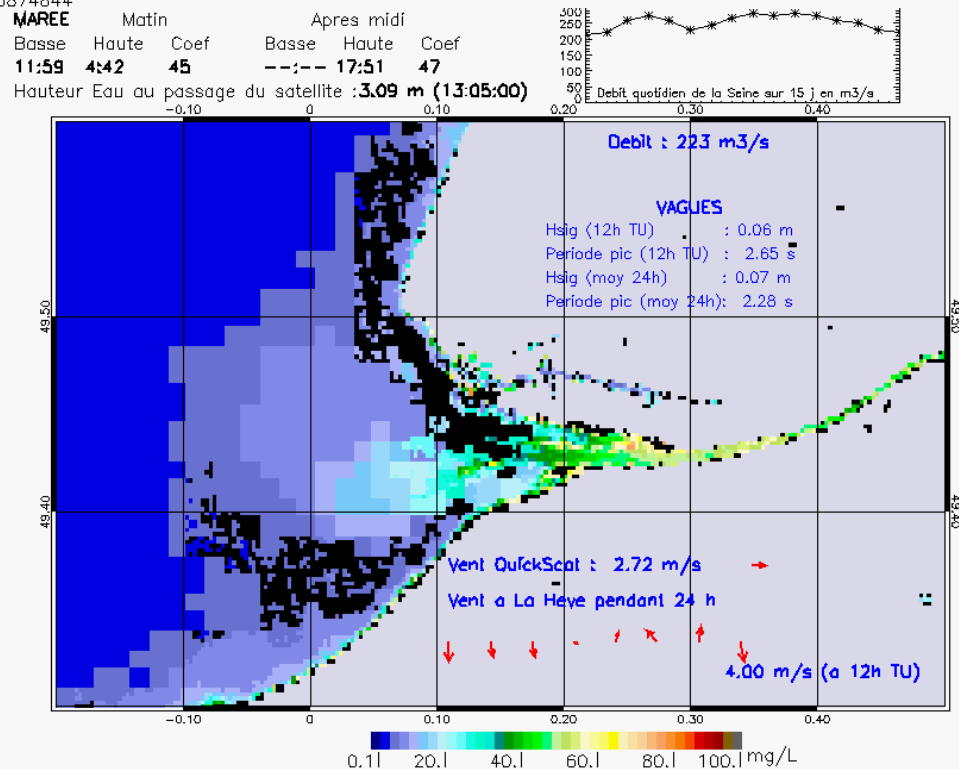 MAREE Matin Apres midi
Basse Haute Coef Basse Haute Coef
11:59 4:42 45 --:-- 17:51 47
Hauteur Eau au passage du satellite :3.09 m (13:05:00)
300
250
200
150
100
50
0
Debit quotidien de la Seine sur 15 j en m3/s
-0.10 0 0.10 0.20 0.30 0.40
Debit : 223 m3/s
VAGUES
Hsig (12h TU) : 0.06 m
Periode pic (12h TU) : 2.65 s
Hsig (moy 24h) : 0.07 m
Periode pic (moy 24h): 2.28 s
49.50 49.50
49.40 49.40
Vent QuickScat : 2.72 m/s
Vent a La Heve pendant 24 h
4.00 m/s (a 12h TU)
-0.10 0 0.10 0.20 0.30 0.40
0.1| 20.| 40.| 60.| 80.| 100.| mg/L